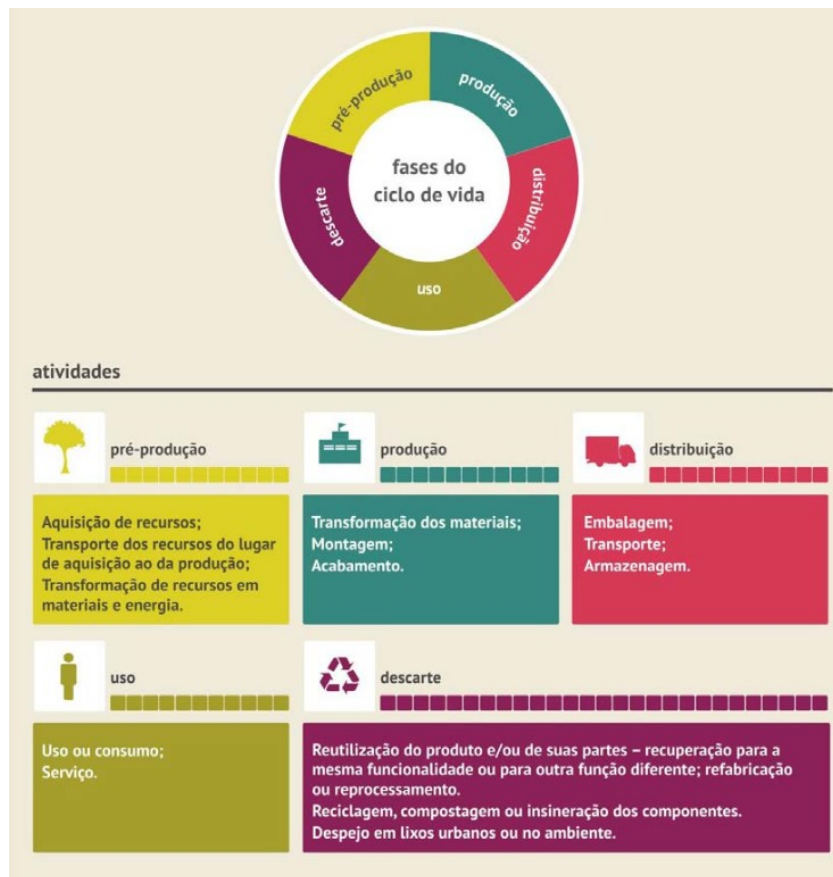 pré-produção
produção
distribuição
uso
descarte
fases do
ciclo de vida
atividades
pré-produção
Aquisição de recursos;
Transporte dos recursos do lugar
de aquisição ao da produção;
Transformação de recursos em
materiais e energia.
produção
Transformação dos materiais;
Montagem;
Acabamento.
distribuição
Embalagem;
Transporte;
Armazenagem.
uso
Uso ou consumo;
Serviço.
descarte
Reutilização do produto e/ou de suas partes – recuperação para a
mesma funcionalidade ou para outra função diferente; refabricação
ou reprocessamento.
Reciclagem, compostagem ou insineração dos componentes.
Despejo em lixos urbanos ou no ambiente.